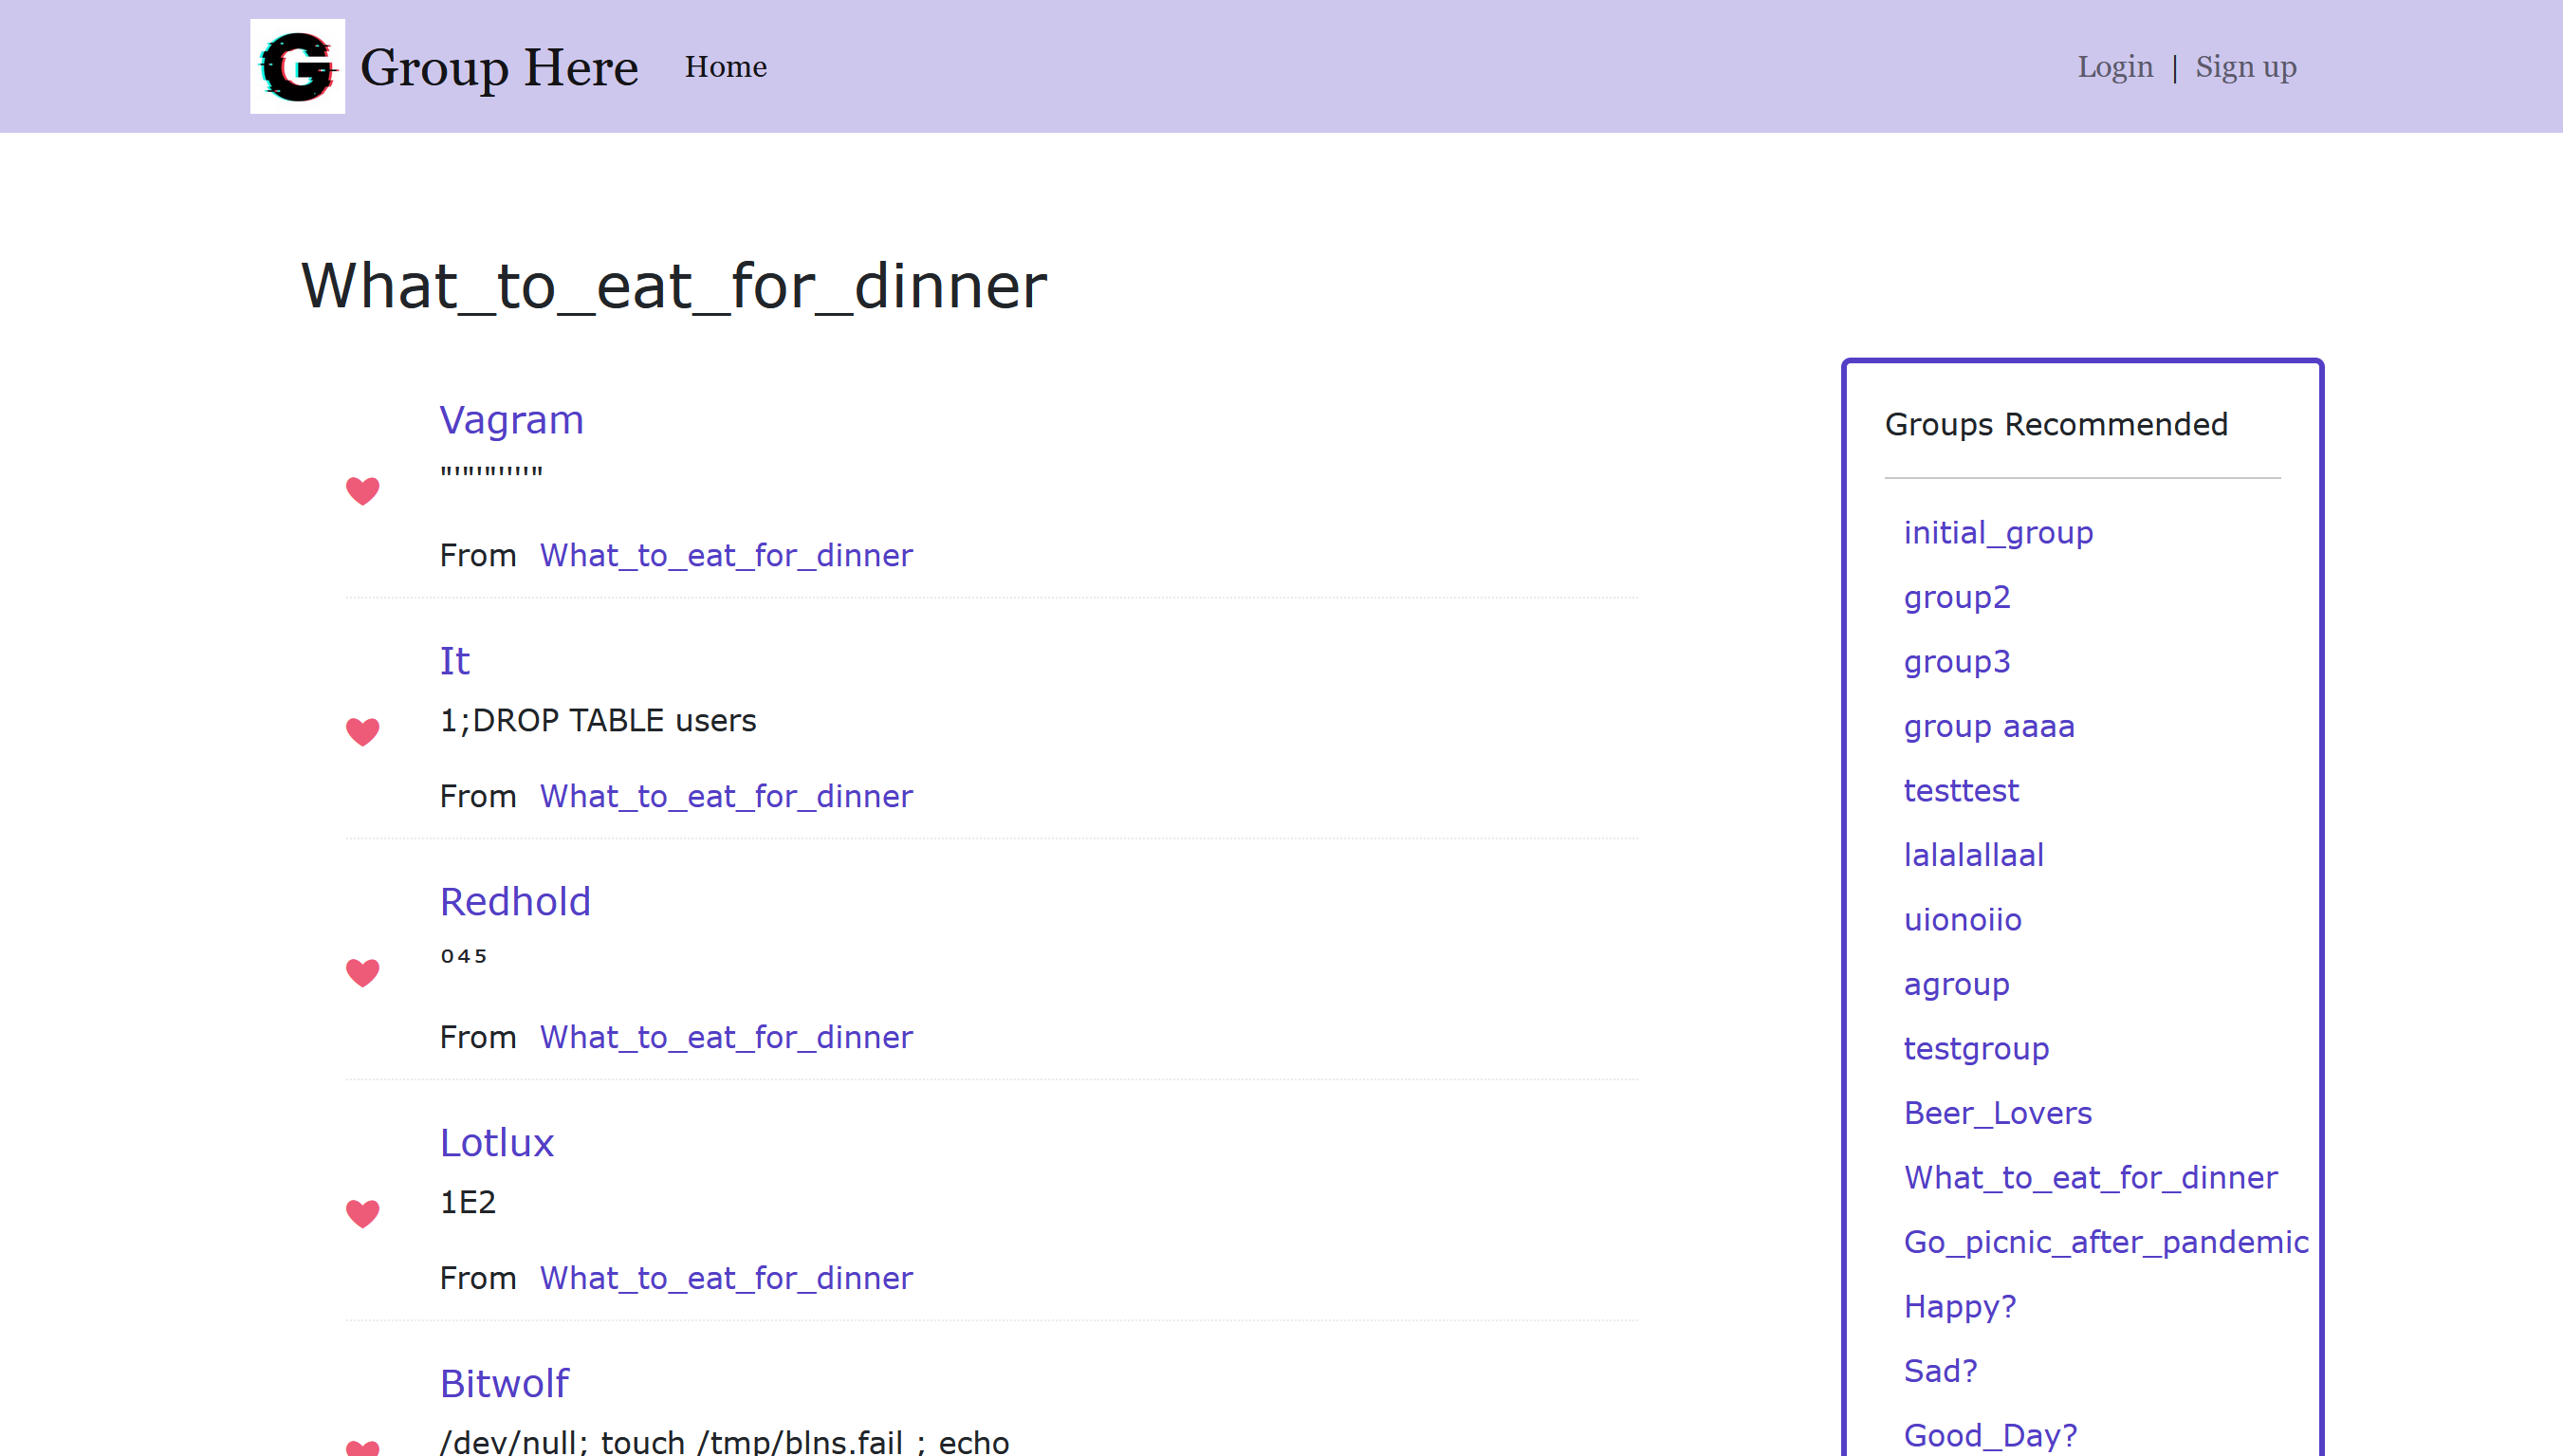 G Group Here Home Login | Sign up
What_to_eat_for_dinner
Vagram
"'"'"''''"
From What_to_eat_for_dinner
It
1;DROP TABLE users
From What_to_eat_for_dinner
Redhold
⁰⁴⁵
From What_to_eat_for_dinner
Lotlux
1E2
From What_to_eat_for_dinner
Bitwolf
/dev/null; touch /tmp/blns.fail ; echo
Groups Recommended
initial_group
group2
group3
group aaaa
testtest
lalalallaal
uionoiio
agroup
testgroup
Beer_Lovers
What_to_eat_for_dinner
Go_picnic_after_pandemic
Happy?
Sad?
Good_Day?